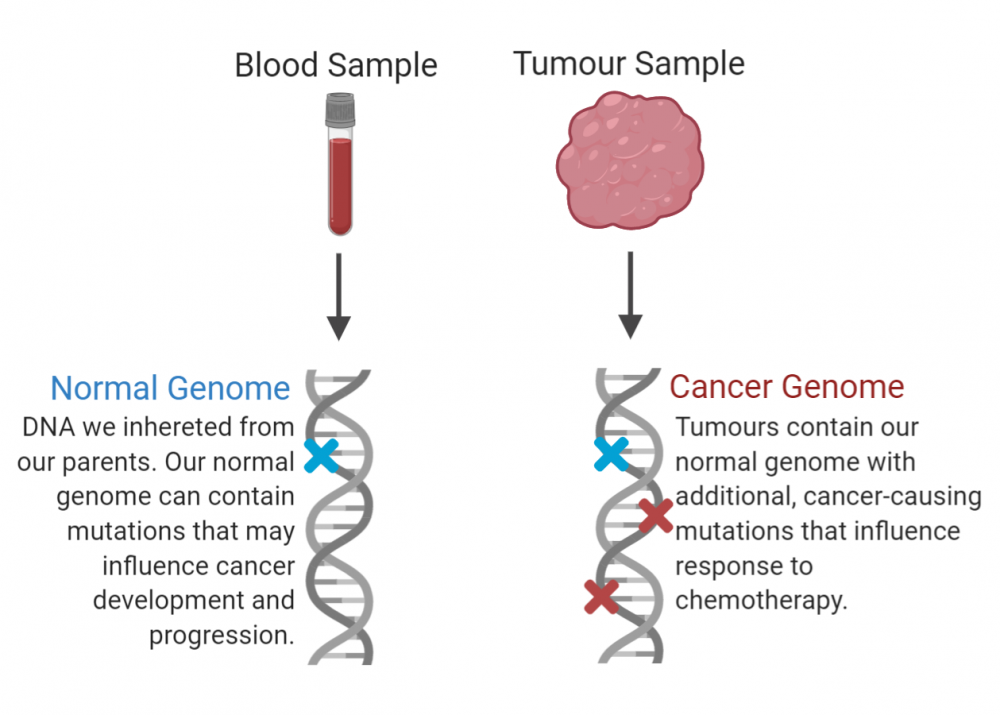 Blood Sample
Tumour Sample
Normal Genome
DNA we inhereted from
our parents. Our normal
genome can contain
mutations that may
influence cancer
development and
progression.
Cancer Genome
Tumours contain our
normal genome with
additional, cancer-causing
mutations that influence
response to
chemotherapy.